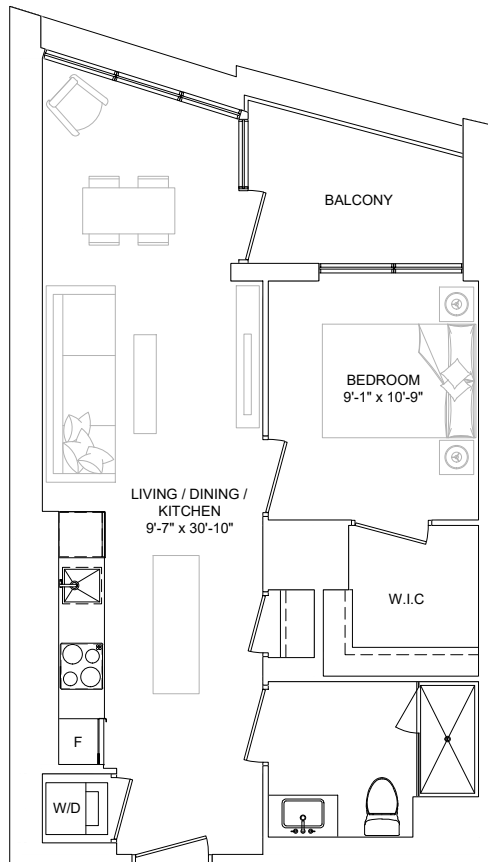 BALCONY
BEDROOM
9'-1" x 10'-9"
LIVING / DINING /
KITCHEN
9'-7" x 30'-10"
W.I.C
F
W/D